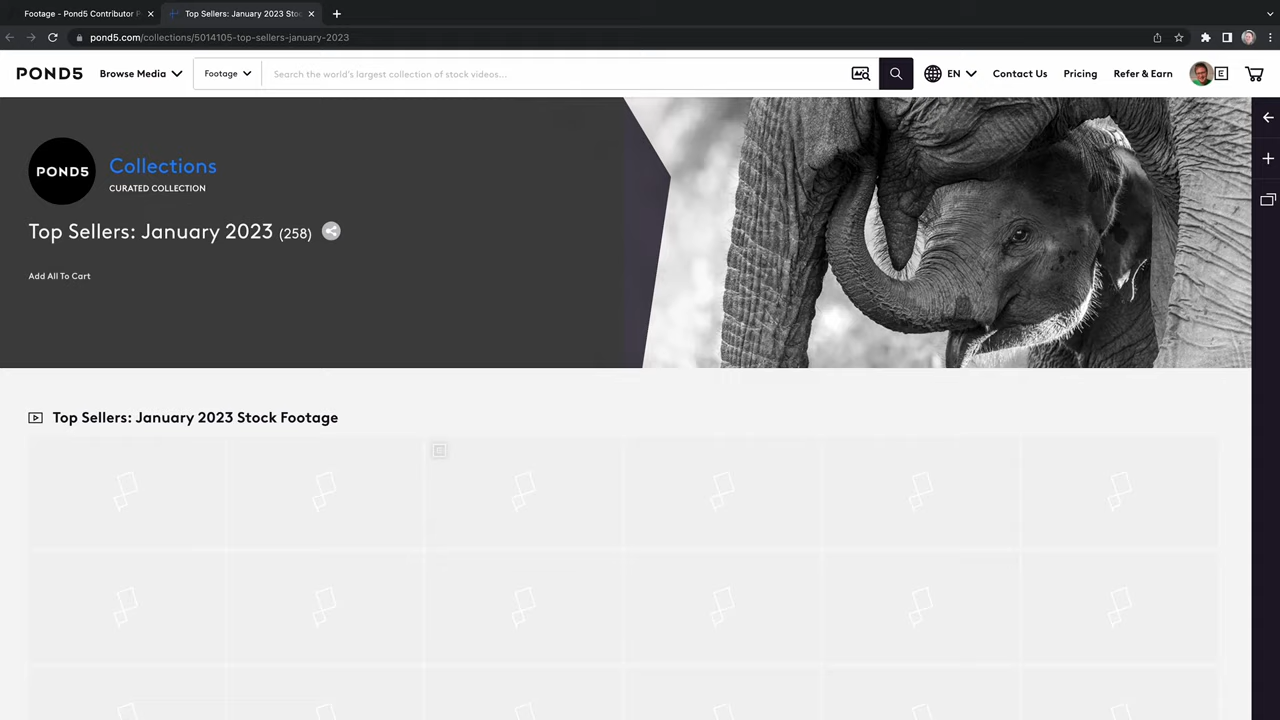 Footage - Pond5 Contributor P
Top Sellers: January 2023 Stoc
pond5.com/collections/5014105-top-sellers-january-2023
POND5
Browse Media
Footage
Search the world's largest collection of stock videos...
EN
Contact Us
Pricing
Refer & Earn
E
POND5
Collections
CURATED COLLECTION
Top Sellers: January 2023 (258)
Add All To Cart
Top Sellers: January 2023 Stock Footage
E